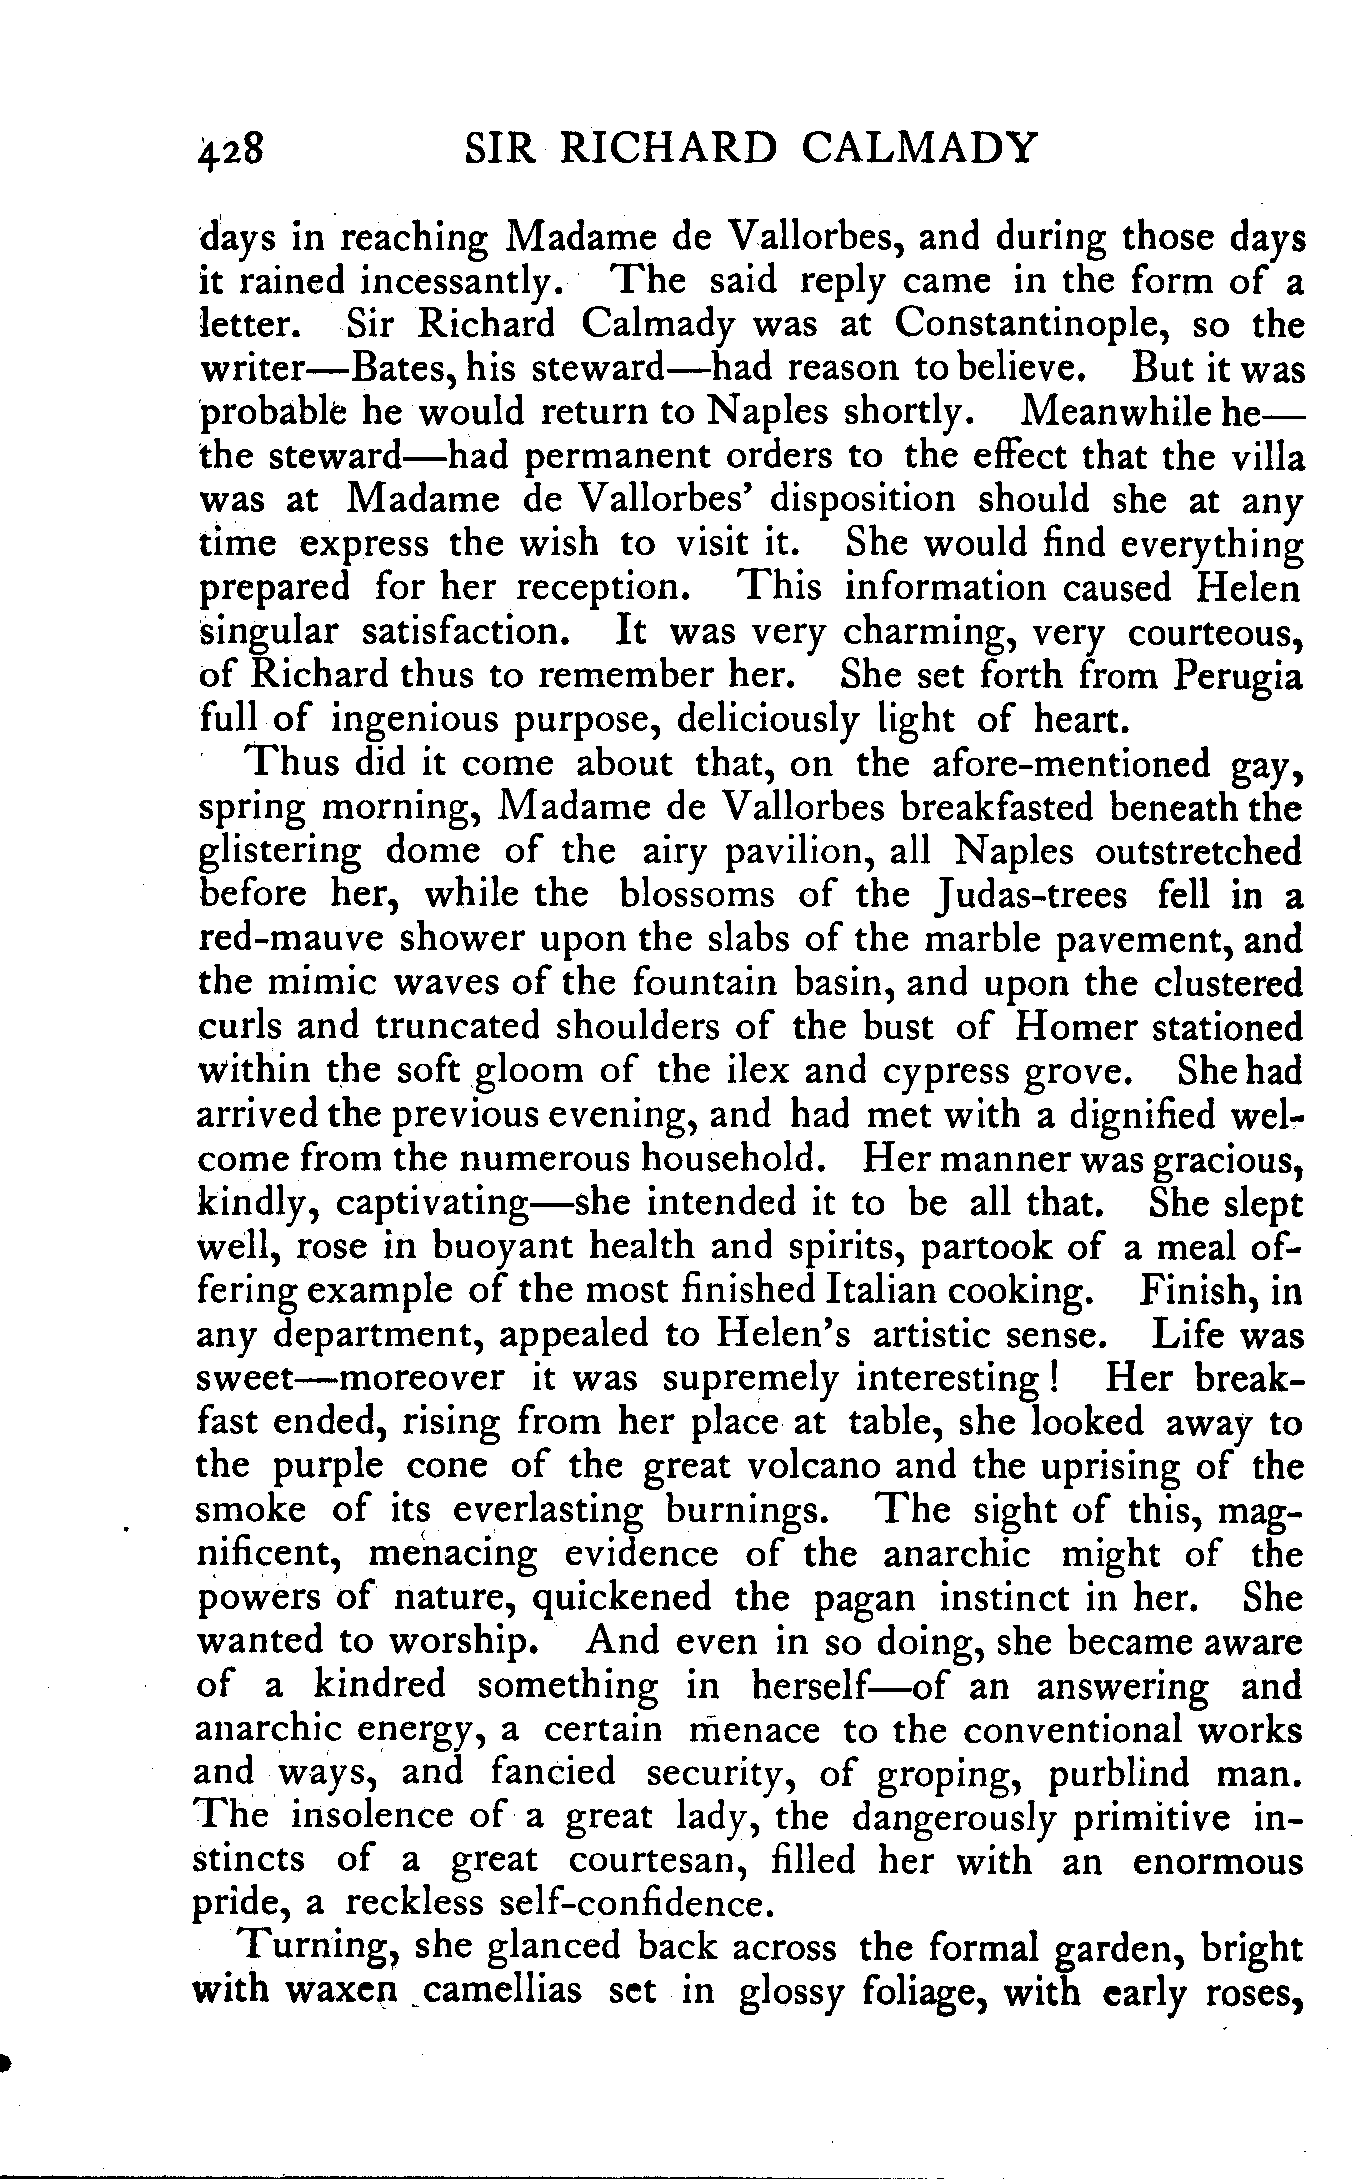 428 SIR RICHARD CALMADY
days in reaching Madame de Vallorbes, and during those days
it rained incessantly. The said reply came in the form of a
letter. Sir Richard Calmady was at Constantinople, so the
writer—Bates, his steward—had reason to believe. But it was
probable he would return to Naples shortly. Meanwhile he—
the steward—had permanent orders to the effect that the villa
was at Madame de Vallorbes' disposition should she at any
time express the wish to visit it. She would find everything
prepared for her reception. This information caused Helen
singular satisfaction. It was very charming, very courteous,
of Richard thus to remember her. She set forth from Perugia
full of ingenious purpose, deliciously light of heart.
Thus did it come about that, on the afore-mentioned gay,
spring morning, Madame de Vallorbes breakfasted beneath the
glistering dome of the airy pavilion, all Naples outstretched
before her, while the blossoms of the Judas-trees fell in a
red-mauve shower upon the slabs of the marble pavement, and
the mimic waves of the fountain basin, and upon the clustered
curls and truncated shoulders of the bust of Homer stationed
within the soft gloom of the ilex and cypress grove. She had
arrived the previous evening, and had met with a dignified wel-
come from the numerous household. Her manner was gracious,
kindly, captivating—she intended it to be all that. She slept
well, rose in buoyant health and spirits, partook of a meal of-
fering example of the most finished Italian cooking. Finish, in
any department, appealed to Helen's artistic sense. Life was
sweet—moreover it was supremely interesting! Her break-
fast ended, rising from her place at table, she looked away to
the purple cone of the great volcano and the uprising of the
smoke of its everlasting burnings. The sight of this, mag-
nificent, menacing evidence of the anarchic might of the
powers of nature, quickened the pagan instinct in her. She
wanted to worship. And even in so doing, she became aware
of a kindred something in herself—of an answering and
anarchic energy, a certain menace to the conventional works
and ways, and fancied security, of groping, purblind man.
The insolence of a great lady, the dangerously primitive in-
stincts of a great courtesan, filled her with an enormous
pride, a reckless self-confidence.
Turning, she glanced back across the formal garden, bright
with waxen camellias set in glossy foliage, with early roses,